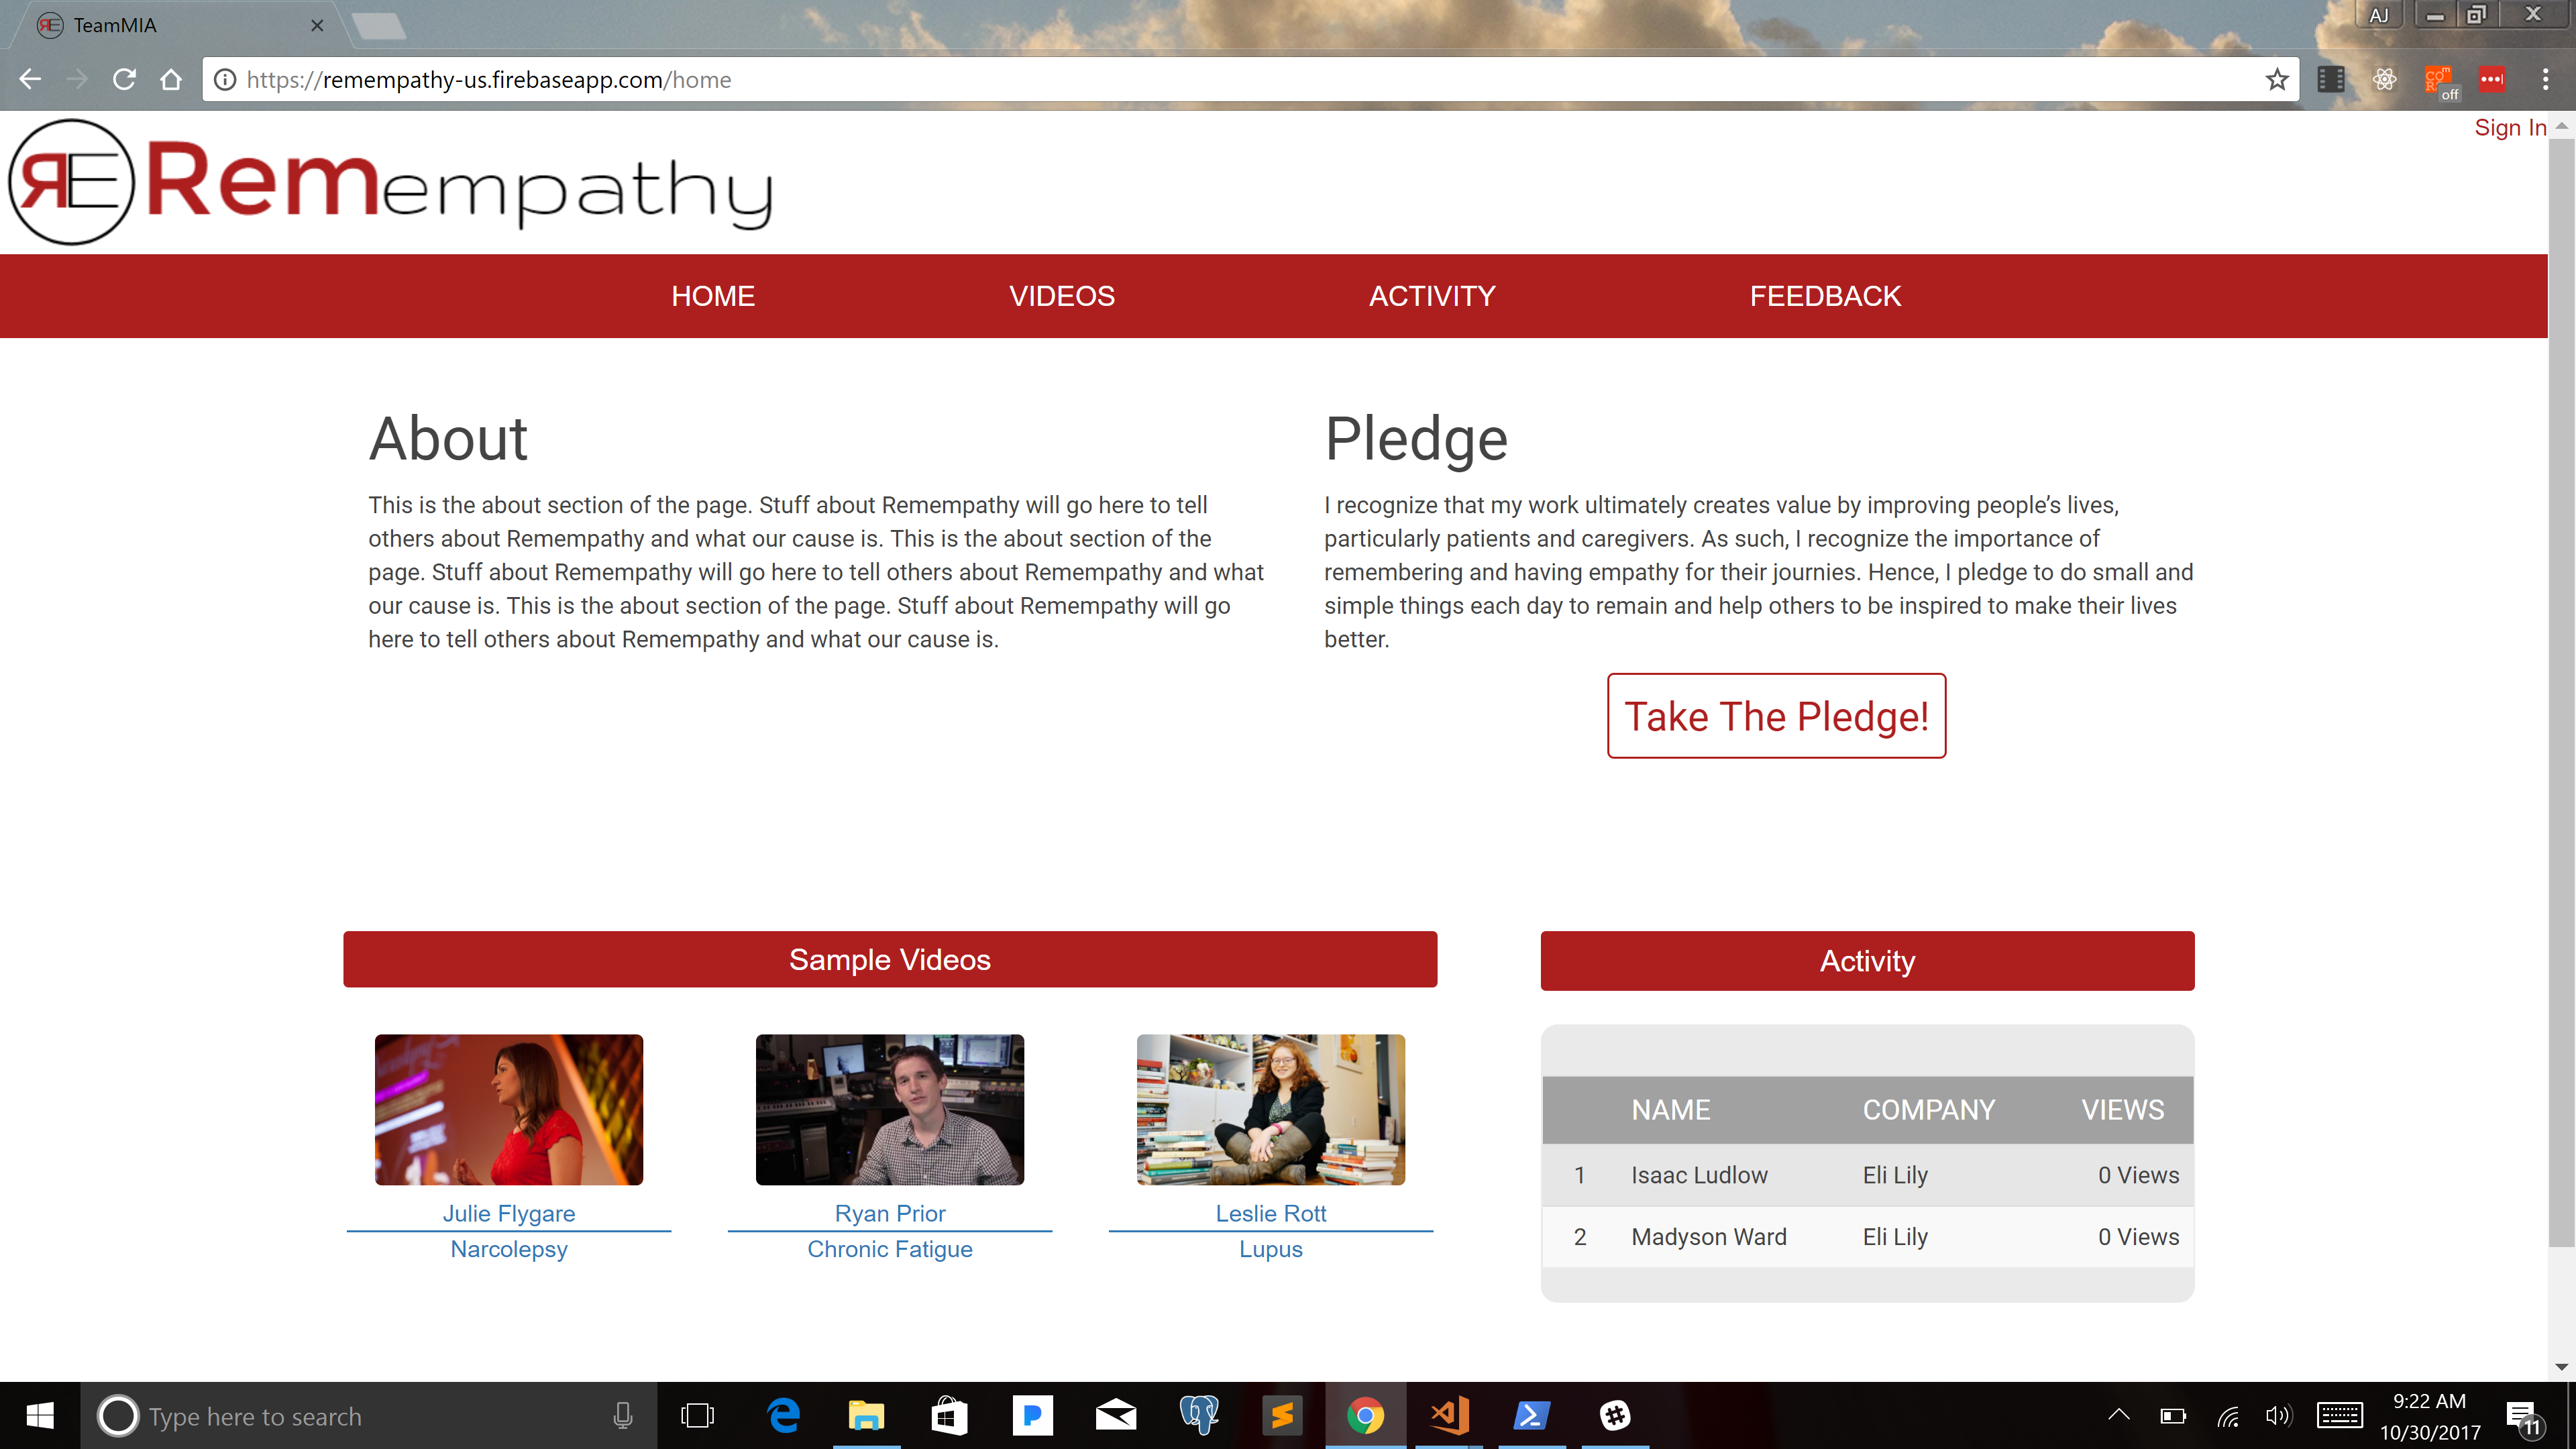 TeamMIA
AJ
https://remempathy-us.firebaseapp.com/home
off
Sign In
RE Remempathy
HOME VIDEOS ACTIVITY FEEDBACK
About
This is the about section of the page. Stuff about Remempathy will go here to tell
others about Remempathy and what our cause is. This is the about section of the
page. Stuff about Remempathy will go here to tell others about Remempathy and what
our cause is. This is the about section of the page. Stuff about Remempathy will go
here to tell others about Remempathy and what our cause is.
Pledge
I recognize that my work ultimately creates value by improving people’s lives,
particularly patients and caregivers. As such, I recognize the importance of
remembering and having empathy for their journies. Hence, I pledge to do small and
simple things each day to remain and help others to be inspired to make their lives
better.
Take The Pledge!
Sample Videos
Julie Flygare
Narcolepsy
Ryan Prior
Chronic Fatigue
Leslie Rott
Lupus
Activity
NAME COMPANY VIEWS
1 Isaac Ludlow Eli Lily 0 Views
2 Madyson Ward Eli Lily 0 Views
Type here to search
9:22 AM
10/30/2017
11